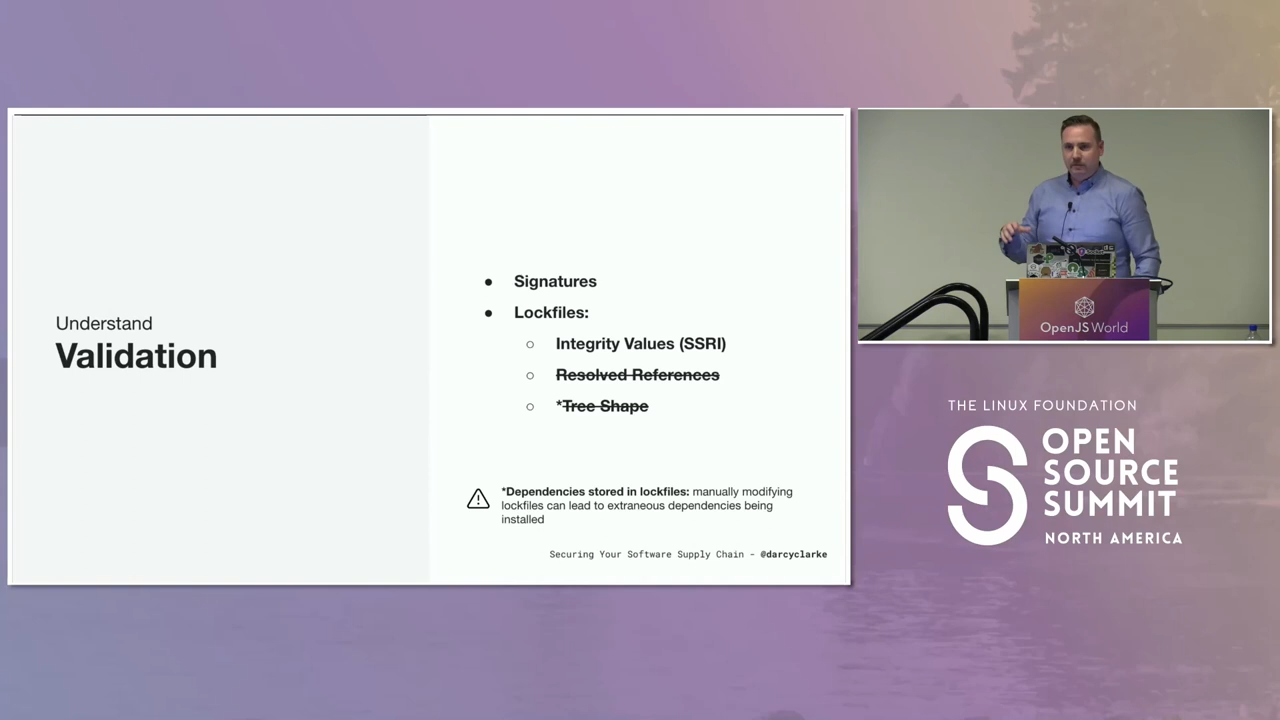 Understand
Validation
● Signatures
● Lockfiles:
○ Integrity Values (SSRI)
○ Resolved References
○ *Tree Shape
*Dependencies stored in lockfiles: manually modifying
lockfiles can lead to extraneous dependencies being
installed
Securing Your Software Supply Chain - @darcyclarke
OpenJS World
THE LINUX FOUNDATION
OPEN
SOURCE
SUMMIT
NORTH AMERICA